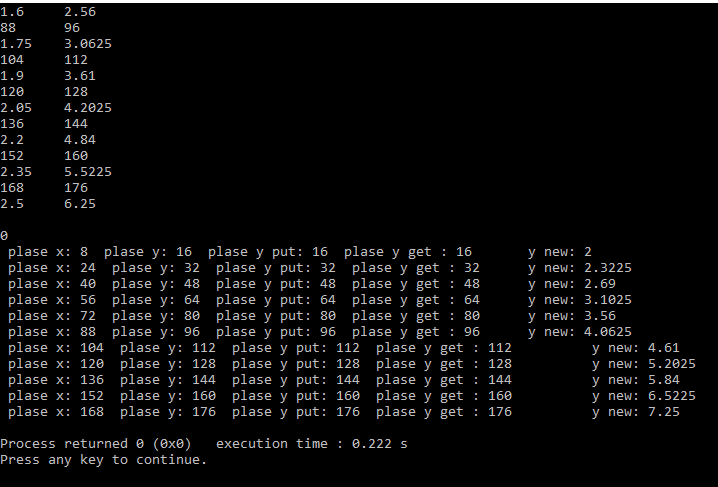 1.6     2.56
88      96
1.75    3.0625
104     112
1.9     3.61
120     128
2.05    4.2025
136     144
2.2     4.84
152     160
2.35    5.5225
168     176
2.5     6.25
0
plase x: 8  plase y: 16  plase y put: 16  plase y get : 16       y new: 2
plase x: 24  plase y: 32  plase y put: 32  plase y get : 32      y new: 2.3225
plase x: 40  plase y: 48  plase y put: 48  plase y get : 48      y new: 2.69
plase x: 56  plase y: 64  plase y put: 64  plase y get : 64      y new: 3.1025
plase x: 72  plase y: 80  plase y put: 80  plase y get : 80      y new: 3.56
plase x: 88  plase y: 96  plase y put: 96  plase y get : 96      y new: 4.0625
plase x: 104  plase y: 112  plase y put: 112  plase y get : 112          y new: 4.61
plase x: 120  plase y: 128  plase y put: 128  plase y get : 128          y new: 5.2025
plase x: 136  plase y: 144  plase y put: 144  plase y get : 144          y new: 5.84
plase x: 152  plase y: 160  plase y put: 160  plase y get : 160          y new: 6.5225
plase x: 168  plase y: 176  plase y put: 176  plase y get : 176          y new: 7.25
Process returned 0 (0x0)   execution time : 0.222 s
Press any key to continue.